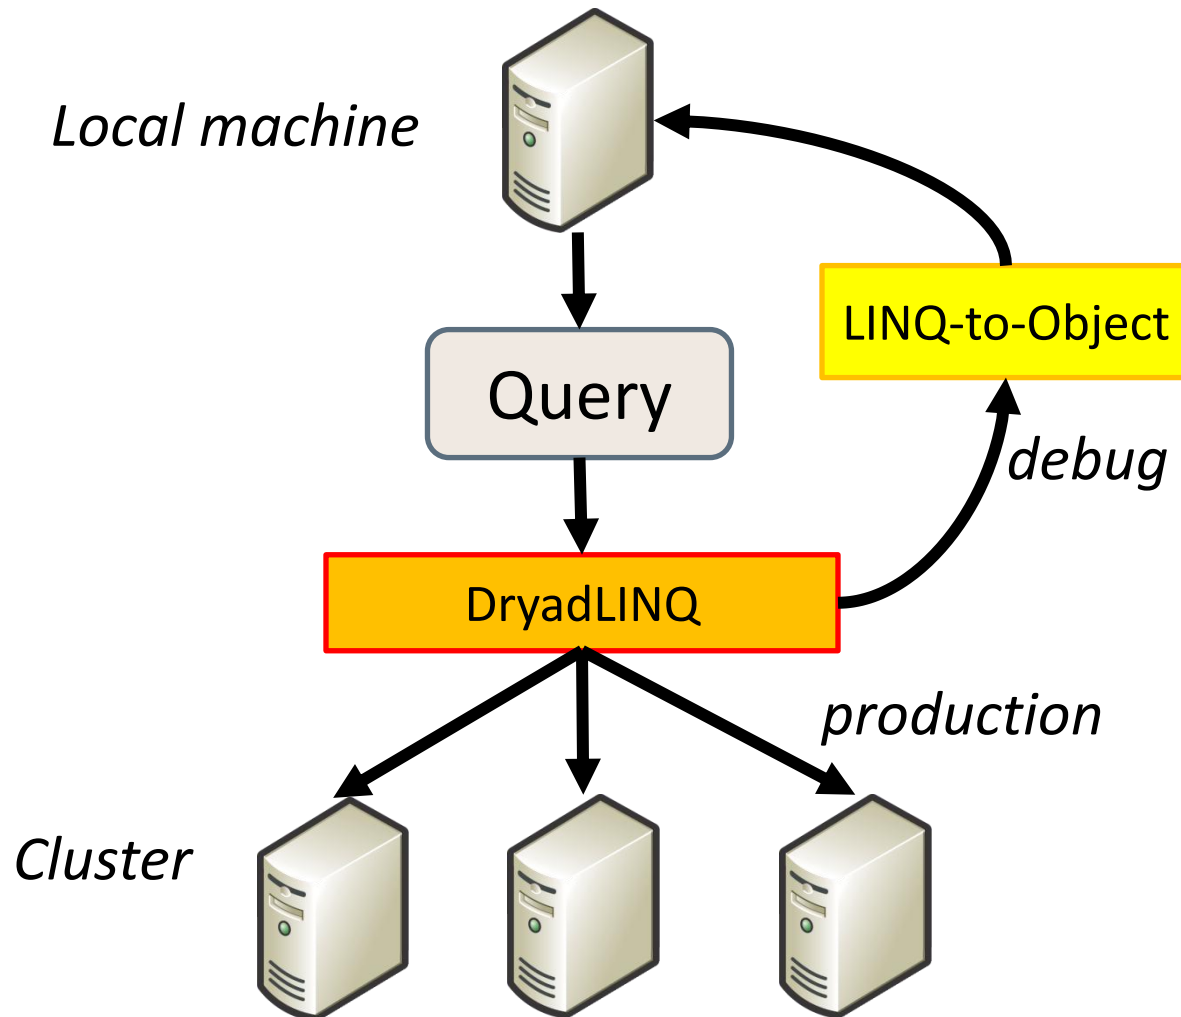 Local machine
LINQ-to-Object
Query
debug
DryadLINQ
production
Cluster